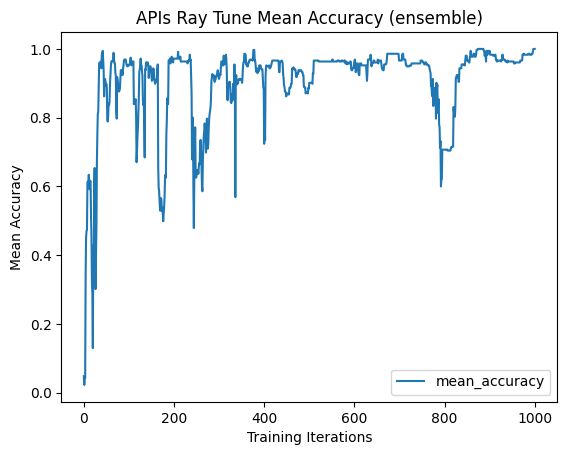 APIs Ray Tune Mean Accuracy (ensemble)
1.0
0.8
0.6
0.4
0.2
0.0
Mean Accuracy
mean_accuracy
0 200 400 600 800 1000
Training Iterations